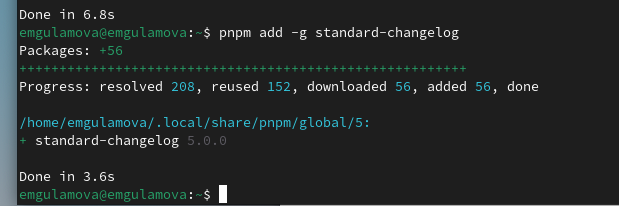 Done in 6.8s
emgulamova@emgulamova:~$ pnpm add -g standard-changelog
Packages: +56
++++++++++++++++++++++++++++++++++++++++++++++++++++++++
Progress: resolved 208, reused 152, downloaded 56, added 56, done
/home/emgulamova/.local/share/pnpm/global/5:
+ standard-changelog 5.0.0
Done in 3.6s
emgulamova@emgulamova:~$